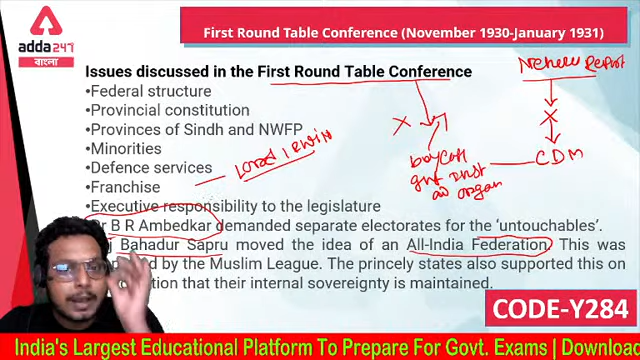 adda247
বাংলা
First Round Table Conference (November 1930-January 1931)
Issues discussed in the First Round Table Conference
Nehru Report
•Federal structure
•Provincial constitution
•Provinces of Sindh and NWFP
•Minorities
•Defence services
•Franchise
Lord Irwin
boycott
CDM
•Executive responsibility to the legislature
•Dr B R Ambedkar demanded separate electorates for the ‘untouchables’.
Bahadur Sapru moved the idea of an All-India Federation. This was
by the Muslim League. The princely states also supported this on
that their internal sovereignty is maintained.
CODE-Y284
India's Largest Educational Platform To Prepare For Govt. Exams | Download